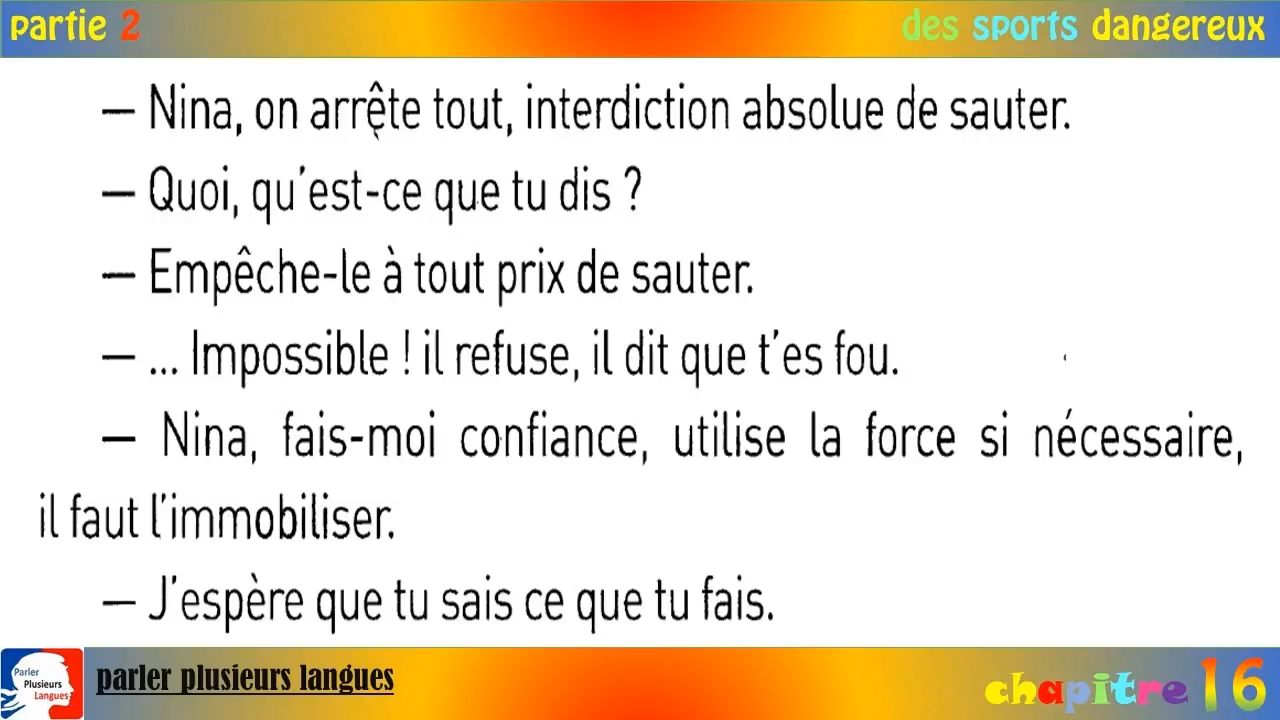 partie 2
des sports dangereux
— Nina, on arrête tout, interdiction absolue de sauter.
— Quoi, qu'est-ce que tu dis ?
— Empêche-le à tout prix de sauter.
— ... Impossible ! il refuse, il dit que t'es fou.
— Nina, fais-moi confiance, utilise la force si nécessaire,
il faut l'immobiliser.
— J'espère que tu sais ce que tu fais.
Parler
Plusieurs
Langues
parler plusieurs langues
chapitre 16